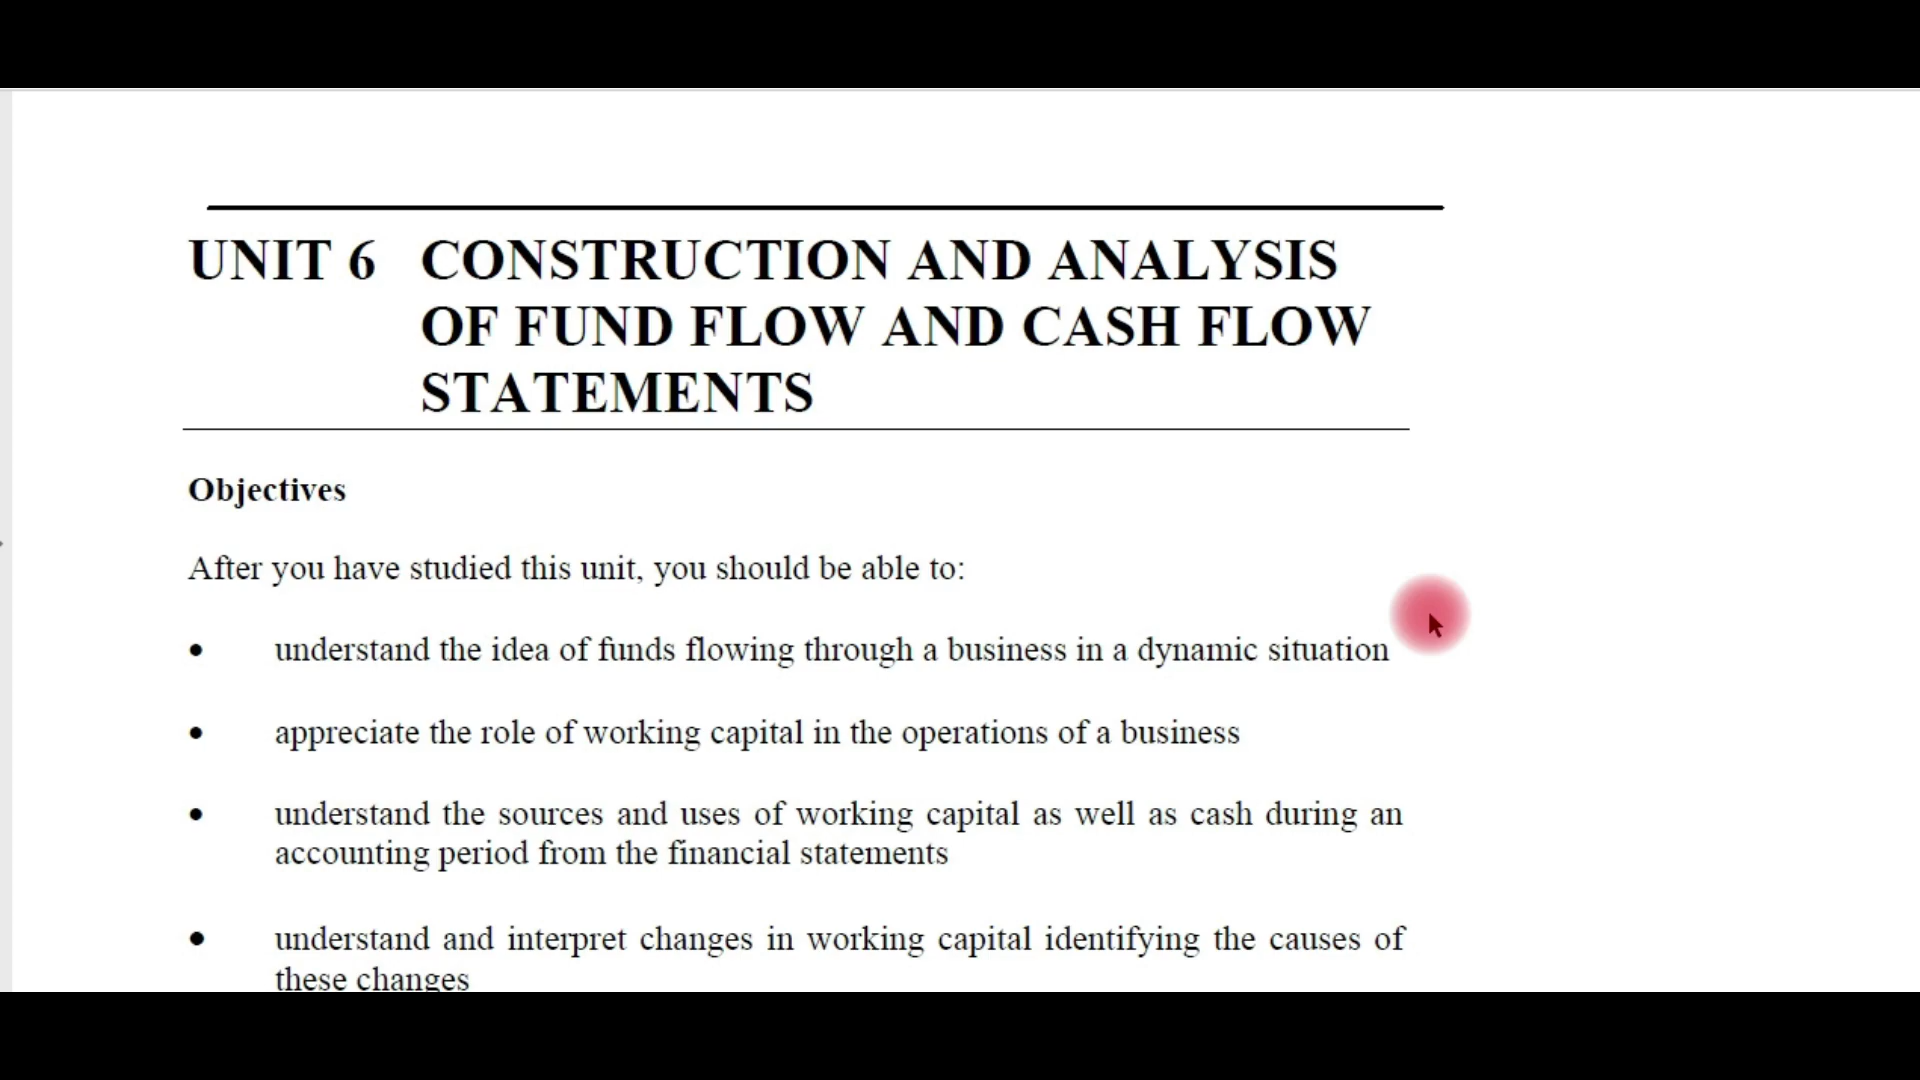 UNIT 6 CONSTRUCTION AND ANALYSIS
OF FUND FLOW AND CASH FLOW
STATEMENTS
Objectives
After you have studied this unit, you should be able to:
• understand the idea of funds flowing through a business in a dynamic situation
• appreciate the role of working capital in the operations of a business
• understand the sources and uses of working capital as well as cash during an
accounting period from the financial statements
• understand and interpret changes in working capital identifying the causes of
these changes